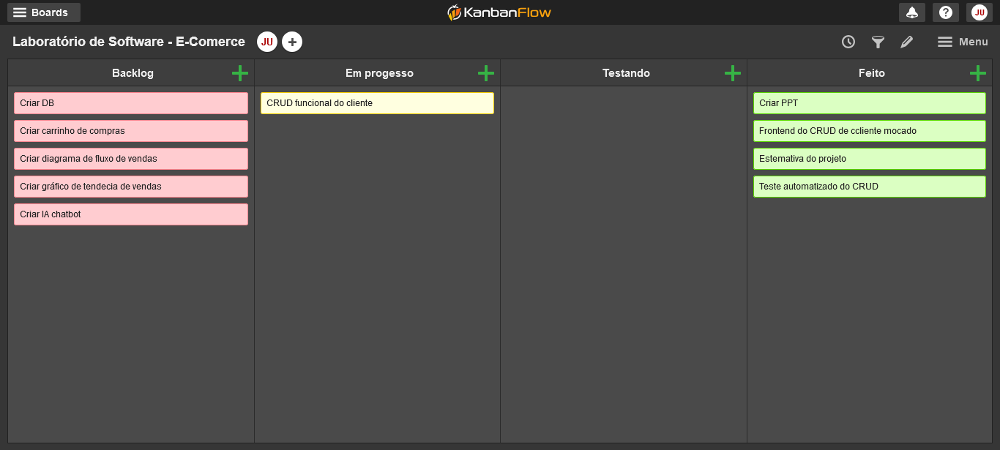 Boards
KanbanFlow
JU
Laboratório de Software - E-Comerce
JU
Menu
Backlog
Em progesso
Testando
Feito
Criar DB
Criar carrinho de compras
Criar diagrama de fluxo de vendas
Criar gráfico de tendecia de vendas
Criar IA chatbot
CRUD funcional do cliente
Criar PPT
Frontend do CRUD de ccliente mocado
Estemativa do projeto
Teste automatizado do CRUD